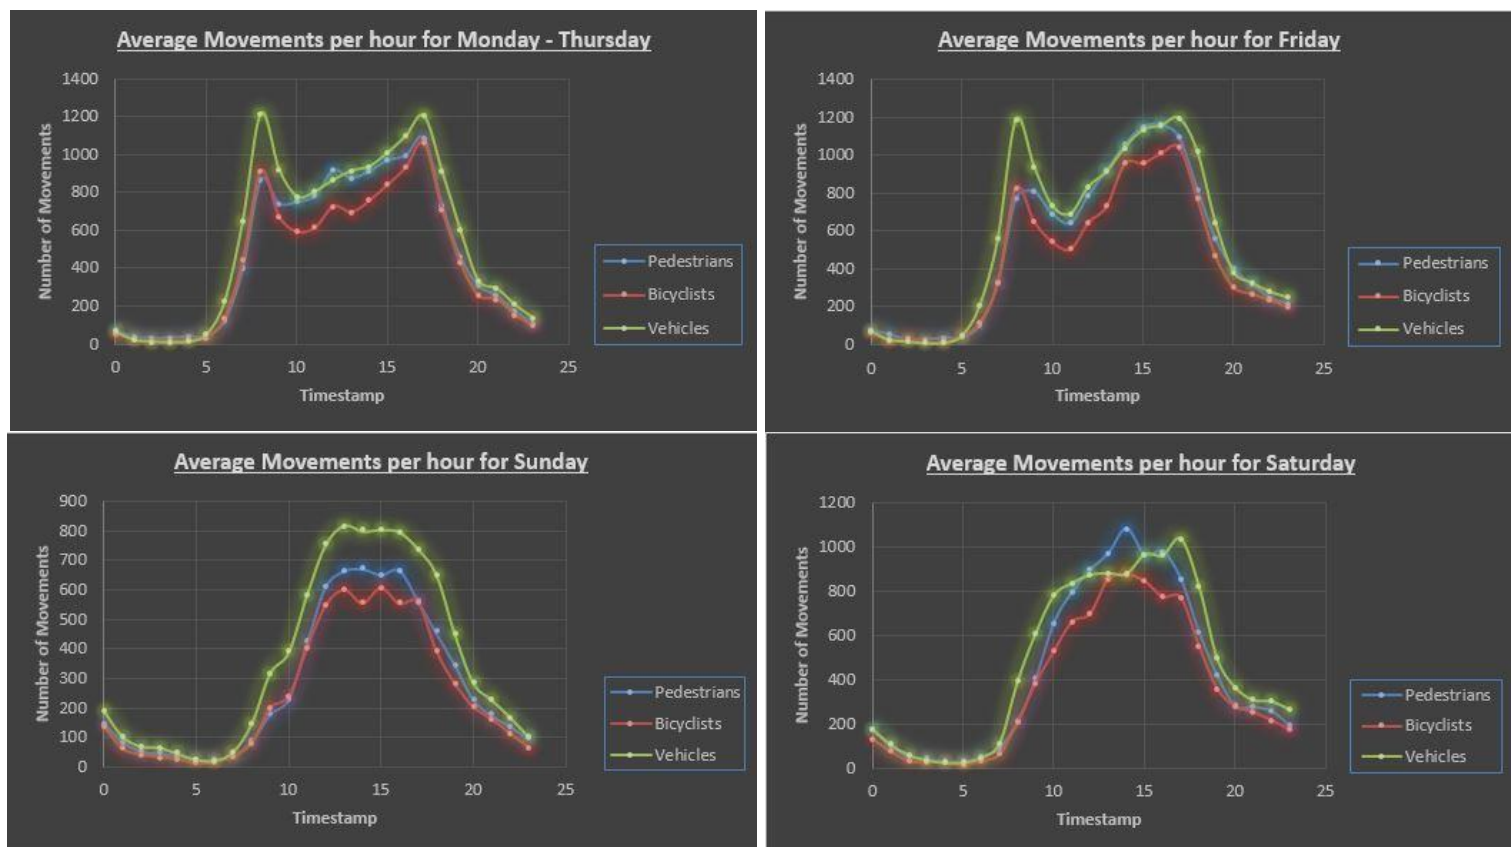 Average Movements per hour for Monday - Thursday
1400
1200
1000
800
600
400
200
0
0 5 10 15 20 25
Number of Movements
Timestamp
Pedestrians
Bicyclists
Vehicles
Average Movements per hour for Friday
1400
1200
1000
800
600
400
200
0
0 5 10 15 20 25
Number of Movements
Timestamp
Pedestrians
Bicyclists
Vehicles
Average Movements per hour for Sunday
900
800
700
600
500
400
300
200
100
0
0 5 10 15 20 25
Number of Movements
Timestamp
Pedestrians
Bicyclists
Vehicles
Average Movements per hour for Saturday
1200
1000
800
600
400
200
0
0 5 10 15 20 25
Number of Movements
Timestamp
Pedestrians
Bicyclists
Vehicles